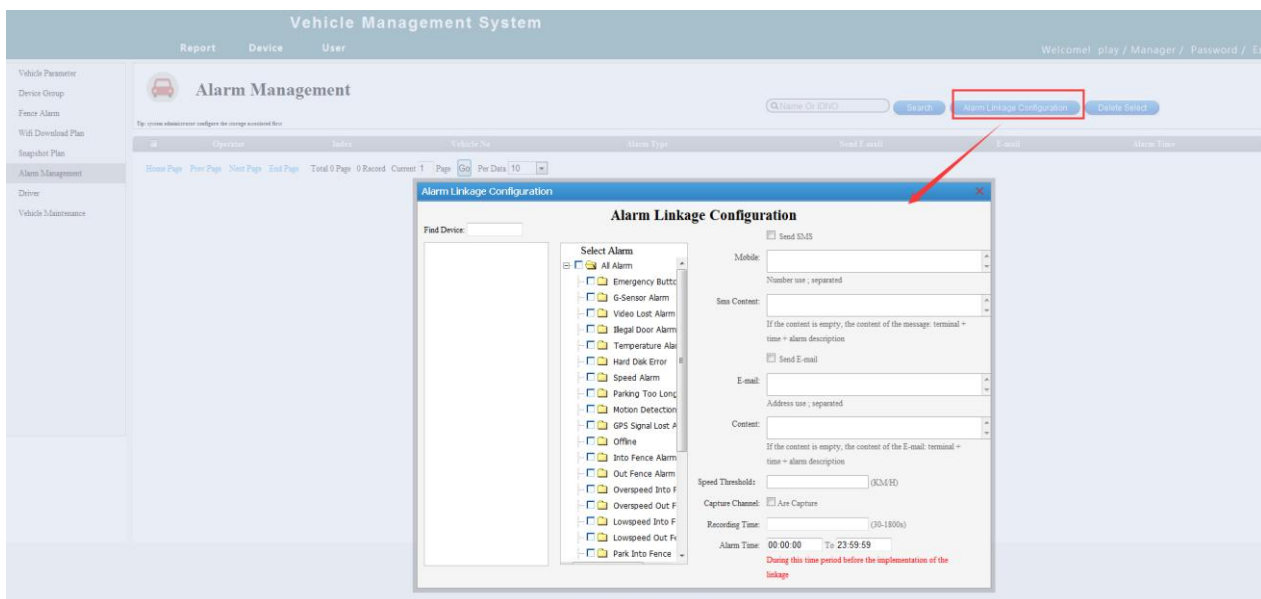 Vehicle Management System
Report Device User
Welcome! play / Manager / Password / Ex
Vehicle Parameter
Device Group
Fence Alarm
Wifi Download Plan
Snapshot Plan
Alarm Management
Driver
Vehicle Maintenance
Alarm Management
Name Or IDNO
Search
Alarm Linkage Configuration
Delete Select
Tip: system administrator configure the storage associated first
Operator Index Vehicle No Alarm Type Send E-mail E-mail Alarm Time
Home Page Prev Page Next Page End Page Total 0 Page 0 Record Current 1 Page Go Per Data 10
Alarm Linkage Configuration
Alarm Linkage Configuration
Find Device:
Select Alarm
All Alarm
Emergency Butto
G-Sensor Alarm
Video Lost Alarm
Illegal Door Alarm
Temperature Alar
Hard Disk Error
Speed Alarm
Parking Too Long
Motion Detection
GPS Signal Lost A
Offline
Into Fence Alarm
Out Fence Alarm
Overspeed Into F
Overspeed Out F
Lowspeed Into F
Lowspeed Out Fe
Park Into Fence
Send SMS
Mobile:
Number use ; separated
Sms Content:
If the content is empty, the content of the message: terminal +
time + alarm description
Send E-mail
E-mail:
Address use ; separated
Content:
If the content is empty, the content of the E-mail: terminal +
time + alarm description
Speed Threshold: (KM/H)
Capture Channel: Are Capture
Recording Time: (30-1800s)
Alarm Time: 00:00:00 To 23:59:59
During this time period before the implementation of the
linkage